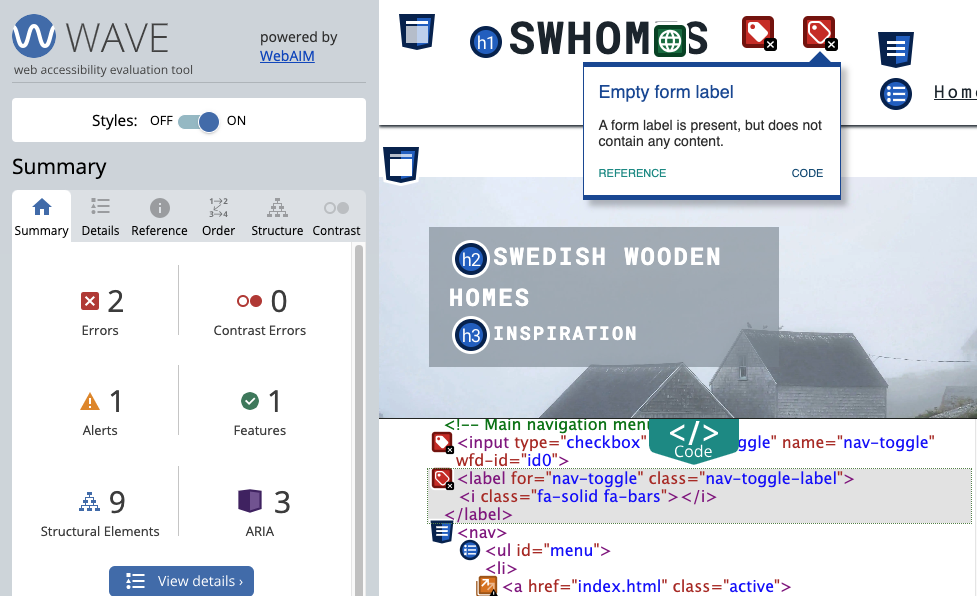 WAVE
web accessibility evaluation tool
powered by
WebAIM
Styles: OFF ON
Summary
Summary Details Reference Order Structure Contrast
2
Errors
0
Contrast Errors
1
Alerts
1
Features
9
Structural Elements
3
ARIA
View details ›
h1 SWHOM S
Home
Empty form label
A form label is present, but does not
contain any content.
REFERENCE CODE
h2 SWEDISH WOODEN
HOMES
h3 INSPIRATION
</>
Code
<!-- Main navigation menu
<input type="checkbox" ggle" name="nav-toggle"
wfd-id="id0">
<label for="nav-toggle" class="nav-toggle-label">
<i class="fa-solid fa-bars"></i>
</label>
<nav>
<ul id="menu">
<li>
<a href="index.html" class="active">